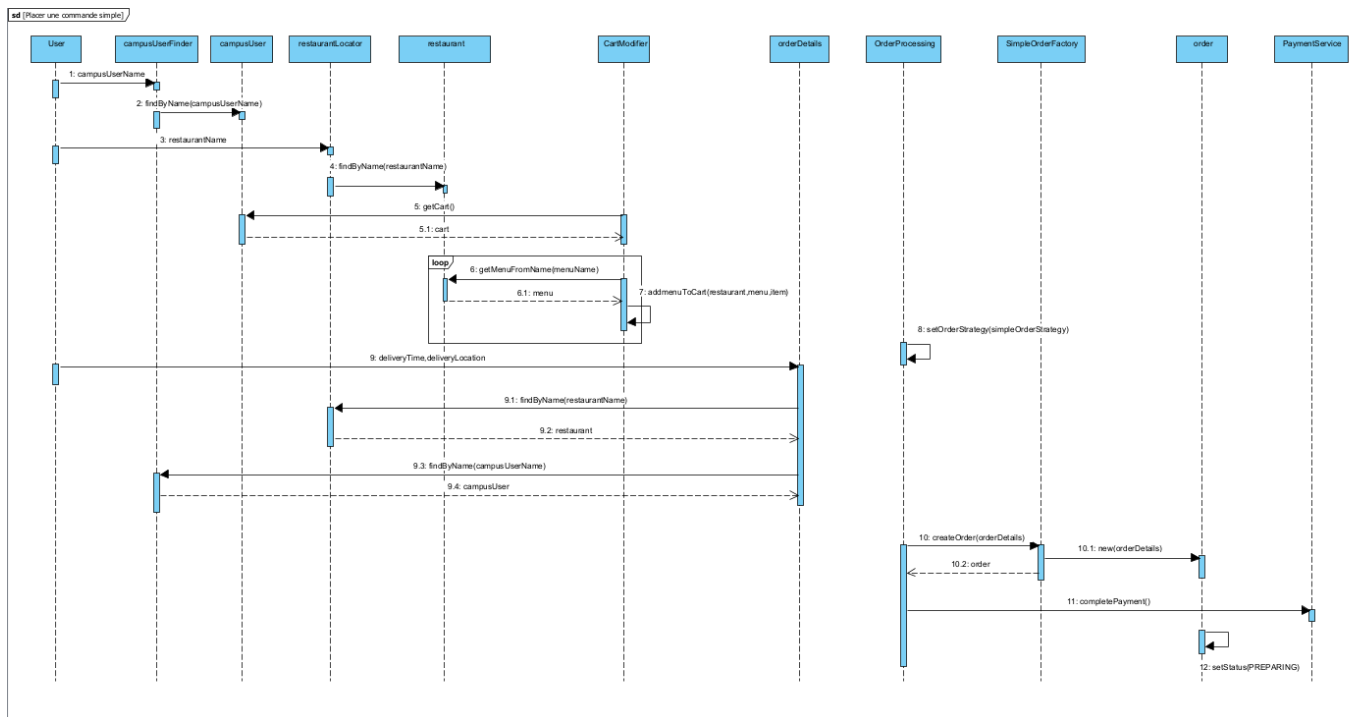 sd [Placer une commande simple]
User
campusUserFinder
campusUser
restaurantLocator
restaurant
CartModifier
orderDetails
OrderProcessing
SimpleOrderFactory
order
PaymentService
1: campusUserName
2: findByName(campusUserName)
3: restaurantName
4: findByName(restaurantName)
5: getCart()
5.1: cart
loop
6: getMenuFromName(menuName)
6.1: menu
7: addmenuToCart(restaurant,menu,item)
8: setOrderStrategy(simpleOrderStrategy)
9: deliveryTime,deliveryLocation
9.1: findByName(restaurantName)
9.2: restaurant
9.3: findByName(campusUserName)
9.4: campusUser
10: createOrder(orderDetails)
10.1: new(orderDetails)
10.2: order
11: completePayment()
12: setStatus(PREPARING)